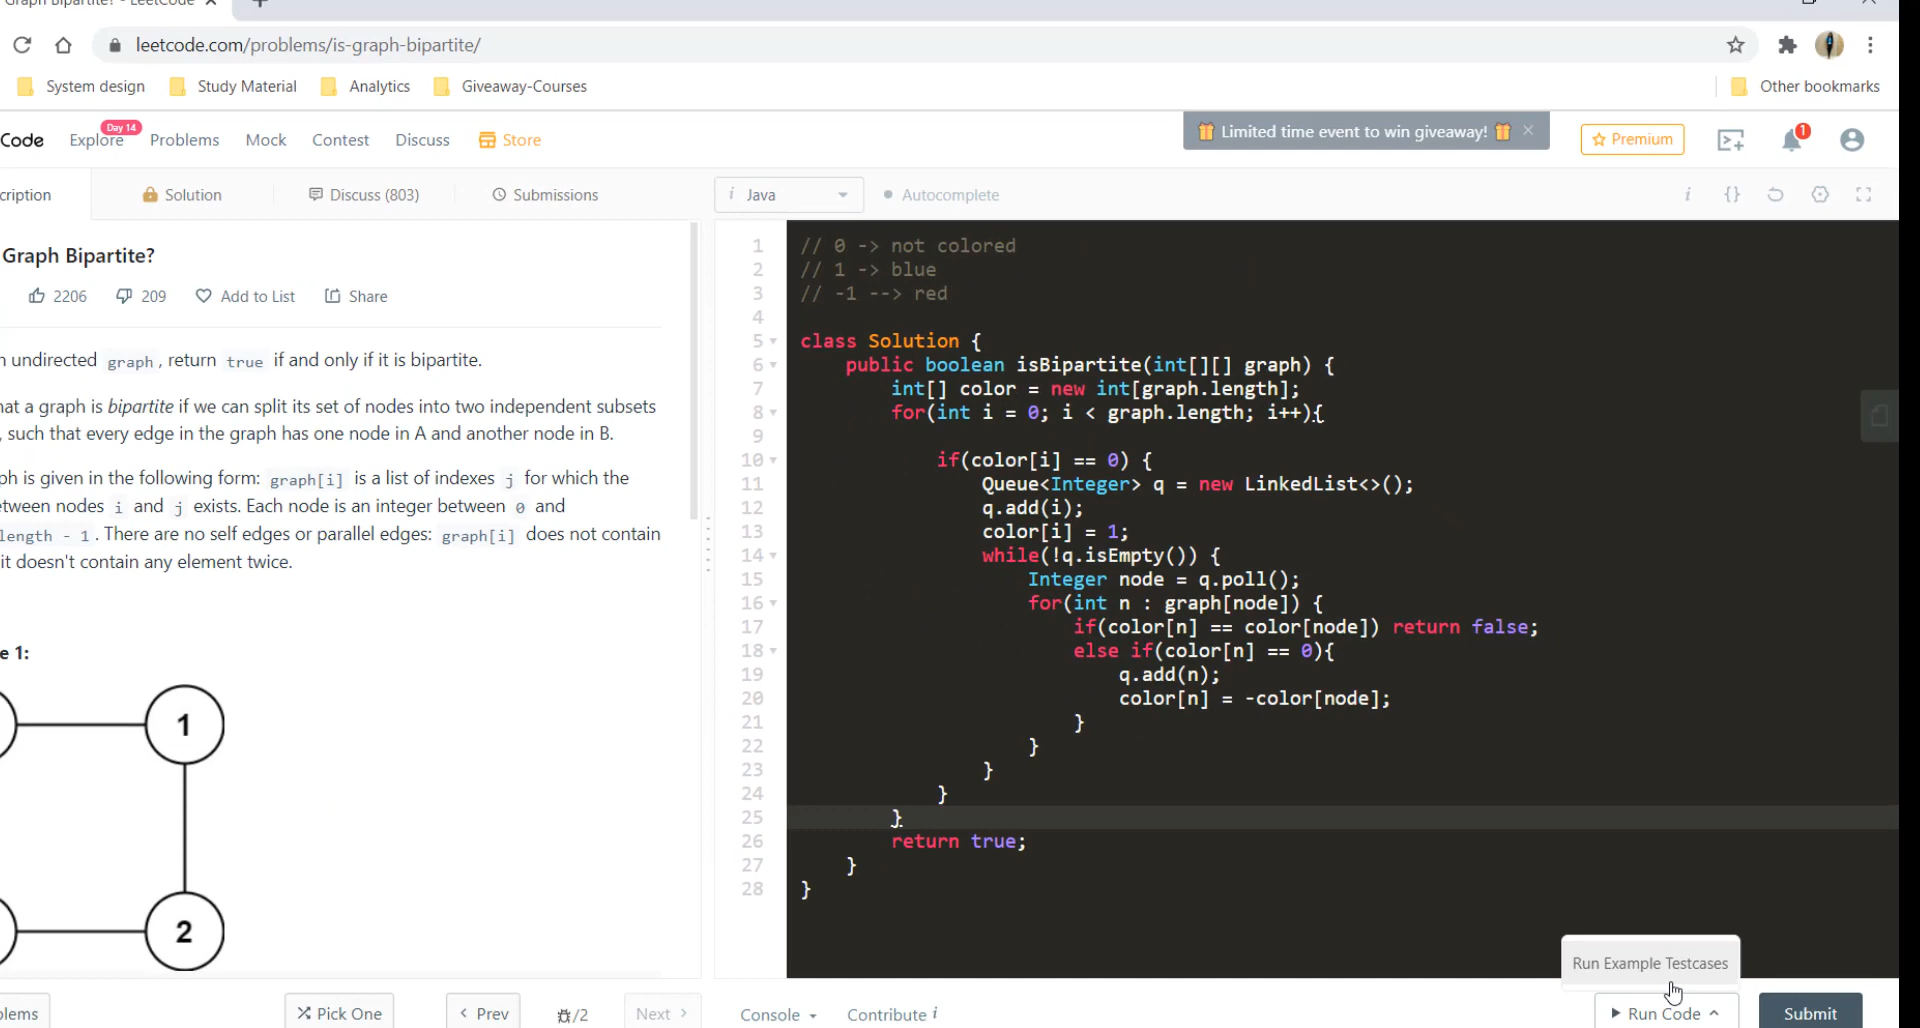 Graph Bipartite? - LeetCode
leetcode.com/problems/is-graph-bipartite/
System design Study Material Analytics Giveaway-Courses Other bookmarks
Code Explore Day 14 Problems Mock Contest Discuss Store Limited time event to win giveaway! Premium 1
cription Solution Discuss (803) Submissions i Java Autocomplete i {}
Graph Bipartite?
2206 209 Add to List Share
n undirected graph, return true if and only if it is bipartite.
hat a graph is bipartite if we can split its set of nodes into two independent subsets
, such that every edge in the graph has one node in A and another node in B.
ph is given in the following form: graph[i] is a list of indexes j for which the
etween nodes i and j exists. Each node is an integer between 0 and
length - 1. There are no self edges or parallel edges: graph[i] does not contain
it doesn't contain any element twice.
e 1:
1
2
1 // 0 -> not colored
2 // 1 -> blue
3 // -1 --> red
4
5 class Solution {
6 public boolean isBipartite(int[][] graph) {
7 int[] color = new int[graph.length];
8 for(int i = 0; i < graph.length; i++){
9
10 if(color[i] == 0) {
11 Queue<Integer> q = new LinkedList<>();
12 q.add(i);
13 color[i] = 1;
14 while(!q.isEmpty()) {
15 Integer node = q.poll();
16 for(int n : graph[node]) {
17 if(color[n] == color[node]) return false;
18 else if(color[n] == 0){
19 q.add(n);
20 color[n] = -color[node];
21 }
22 }
23 }
24 }
25 }
26 return true;
27 }
28 }
Run Example Testcases
blems Pick One < Prev /2 Next > Console Contribute i Run Code Submit